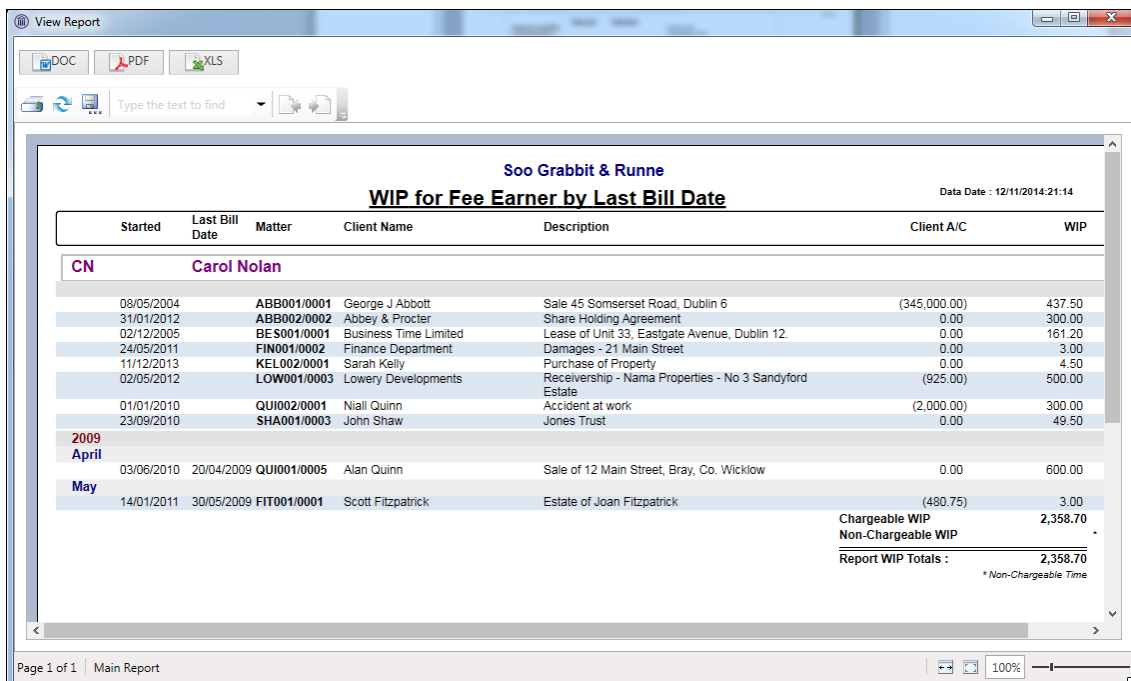 View Report
DOC PDF XLS
Type the text to find
Soo Grabbit & Runne
WIP for Fee Earner by Last Bill Date
Data Date : 12/11/2014:21:14
Started Last Bill Date Matter Client Name Description Client A/C WIP
CN Carol Nolan
08/05/2004 ABB001/0001 George J Abbott Sale 45 Somserset Road, Dublin 6 (345,000.00) 437.50
31/01/2012 ABB002/0002 Abbey & Procter Share Holding Agreement 0.00 300.00
02/12/2005 BES001/0001 Business Time Limited Lease of Unit 33, Eastgate Avenue, Dublin 12. 0.00 161.20
24/05/2011 FIN001/0002 Finance Department Damages - 21 Main Street 0.00 3.00
11/12/2013 KEL002/0001 Sarah Kelly Purchase of Property 0.00 4.50
02/05/2012 LOW001/0003 Lowery Developments Receivership - Nama Properties - No 3 Sandyford (925.00) 500.00
Estate
01/01/2010 QUI002/0001 Niall Quinn Accident at work (2,000.00) 300.00
23/09/2010 SHA001/0003 John Shaw Jones Trust 0.00 49.50
2009
April
03/06/2010 20/04/2009 QUI001/0005 Alan Quinn Sale of 12 Main Street, Bray, Co. Wicklow 0.00 600.00
May
14/01/2011 30/05/2009 FIT001/0001 Scott Fitzpatrick Estate of Joan Fitzpatrick (480.75) 3.00
Chargeable WIP 2,358.70
Non-Chargeable WIP *
Report WIP Totals : 2,358.70
* Non-Chargeable Time
Page 1 of 1 Main Report 100%